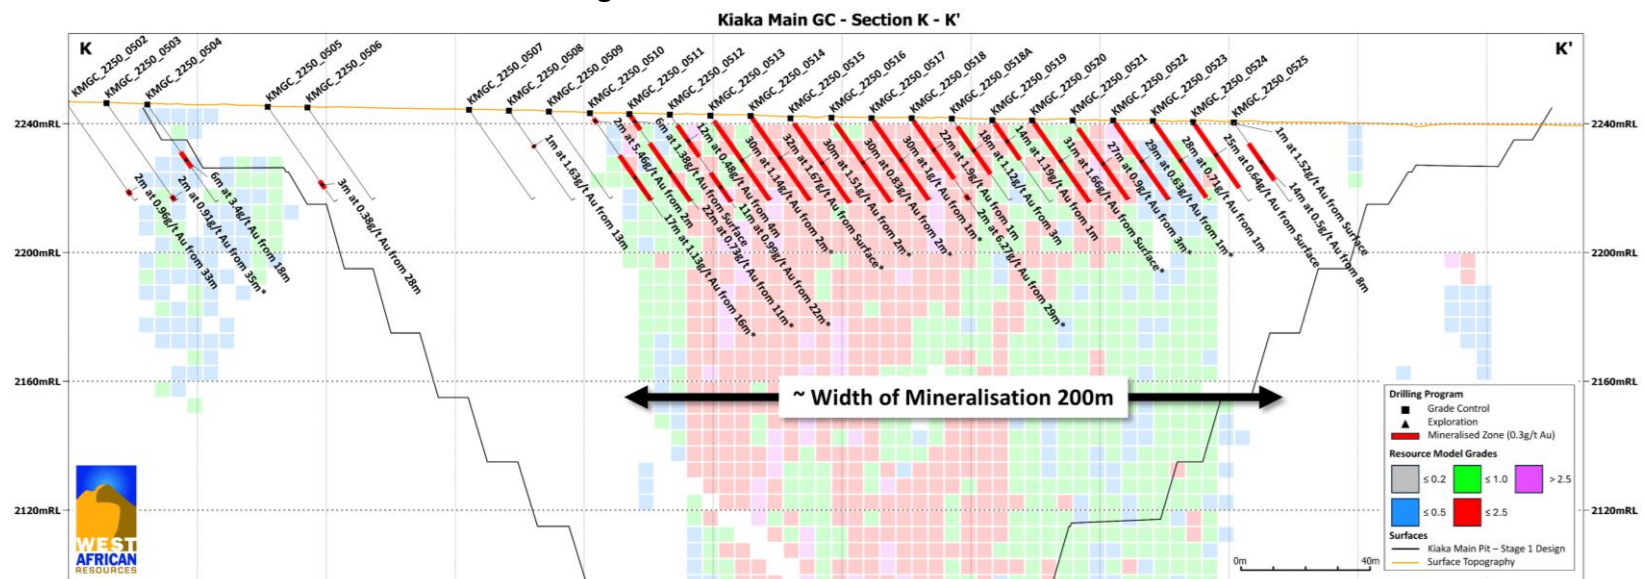 Kiaka Main GC - Section K - K'
K
K'
KMGC_2250_0502
KMGC_2250_0503
KMGC_2250_0504
KMGC_2250_0505
KMGC_2250_0506
KMGC_2250_0507
KMGC_2250_0508
KMGC_2250_0509
KMGC_2250_0510
KMGC_2250_0511
KMGC_2250_0512
KMGC_2250_0513
KMGC_2250_0514
KMGC_2250_0515
KMGC_2250_0516
KMGC_2250_0517
KMGC_2250_0518
KMGC_2250_0518A
KMGC_2250_0519
KMGC_2250_0520
KMGC_2250_0521
KMGC_2250_0522
KMGC_2250_0523
KMGC_2250_0524
KMGC_2250_0525
2240mRL
2240mRL
2200mRL
2200mRL
2160mRL
2160mRL
2120mRL
2120mRL
2m at 0.96g/t Au from 33m
2m at 0.91g/t Au from 35m*
6m at 3.4g/t Au from 18m
3m at 0.38g/t Au from 28m
1m at 1.63g/t Au from 13m
2m at 5.46g/t Au from 2m
17m at 1.13g/t Au from 16m*
6m at 1.38g/t Au from Surface
22m at 0.73g/t Au from 11m*
12m at 0.48g/t Au from 4m
11m at 0.99g/t Au from 22m*
30m at 1.14g/t Au from 2m*
32m at 1.67g/t Au from Surface*
30m at 1.51g/t Au from 2m*
30m at 0.83g/t Au from 2m*
30m at 1.1g/t Au from 1m*
22m at 1.9g/t Au from 1m
2m at 6.27g/t Au from 29m*
18m at 1.12g/t Au from 3m
14m at 1.19g/t Au from 1m
31m at 1.66g/t Au from Surface*
27m at 0.9g/t Au from 3m*
29m at 0.63g/t Au from 1m*
28m at 0.71g/t Au from 1m
25m at 0.64g/t Au from Surface
14m at 0.5g/t Au from 8m
1m at 1.52g/t Au from Surface
~ Width of Mineralisation 200m
Drilling Program
Grade Control
Exploration
Mineralised Zone (0.3g/t Au)
Resource Model Grades
≤ 0.2
≤ 1.0
> 2.5
≤ 0.5
≤ 2.5
Surfaces
Kiaka Main Pit – Stage 1 Design
Surface Topography
0m
40m
WEST
AFRICAN
RESOURCES